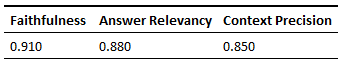 Faithfulness Answer Relevancy Context Precision
0.910 0.880 0.850